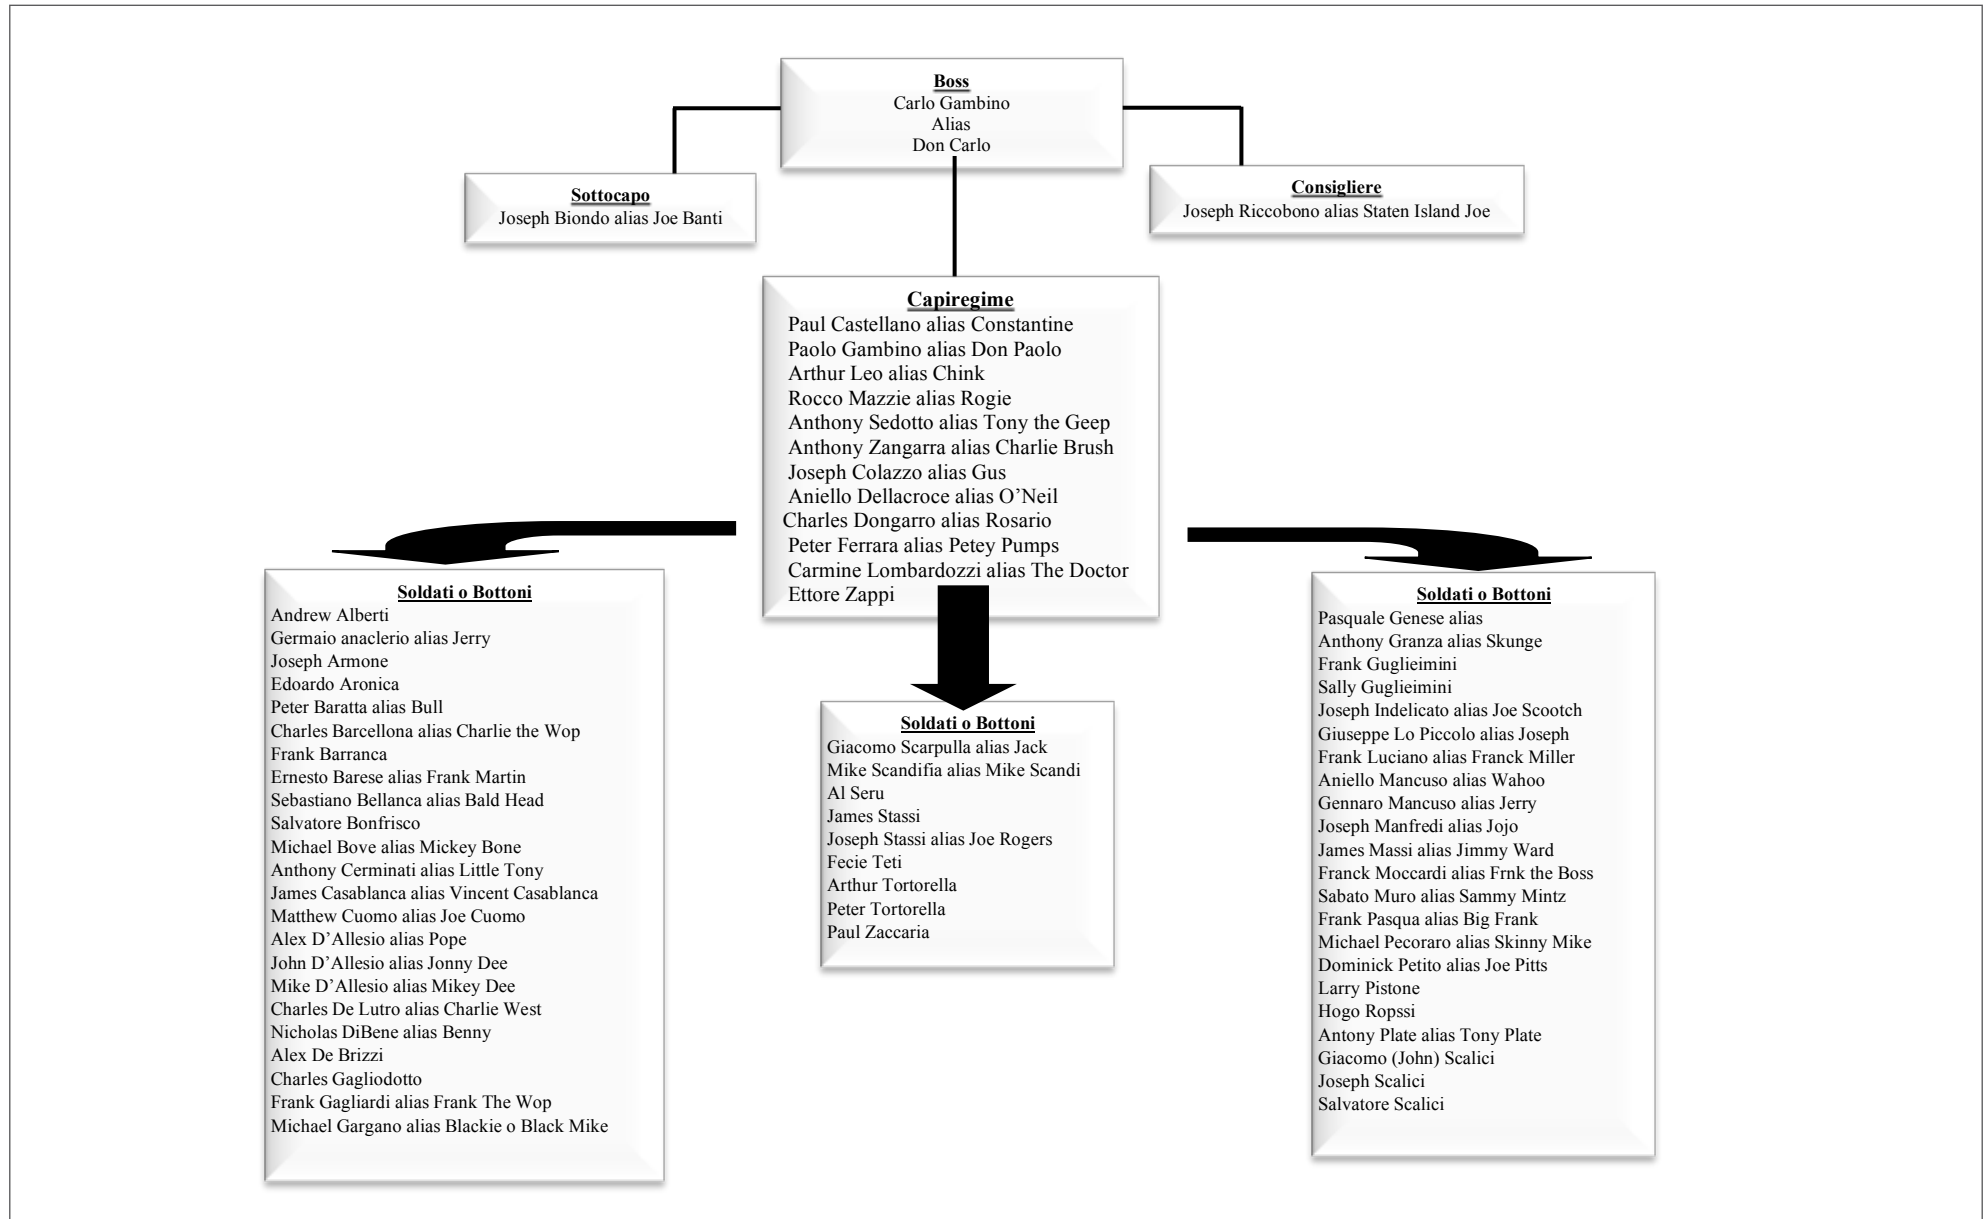 Boss
Carlo Gambino
Alias
Don Carlo
Sottocapo
Joseph Biondo alias Joe Banti
Consigliere
Joseph Riccobono alias Staten Island Joe
Capiregime
Paul Castellano alias Constantine
Paolo Gambino alias Don Paolo
Arthur Leo alias Chink
Rocco Mazzie alias Rogie
Anthony Sedotto alias Tony the Geep
Anthony Zangarra alias Charlie Brush
Joseph Colazzo alias Gus
Aniello Dellacroce alias O’Neil
Charles Dongarro alias Rosario
Peter Ferrara alias Petey Pumps
Carmine Lombardozzi alias The Doctor
Ettore Zappi
Soldati o Bottoni
Andrew Alberti
Germaio anaclerio alias Jerry
Joseph Armone
Edoardo Aronica
Peter Baratta alias Bull
Charles Barcellona alias Charlie the Wop
Frank Barranca
Ernesto Barese alias Frank Martin
Sebastiano Bellanca alias Bald Head
Salvatore Bonfrisco
Michael Bove alias Mickey Bone
Anthony Cerminati alias Little Tony
James Casablanca alias Vincent Casablanca
Matthew Cuomo alias Joe Cuomo
Alex D’Allesio alias Pope
John D’Allesio alias Jonny Dee
Mike D’Allesio alias Mikey Dee
Charles De Lutro alias Charlie West
Nicholas DiBene alias Benny
Alex De Brizzi
Charles Gagliodotto
Frank Gagliardi alias Frank The Wop
Michael Gargano alias Blackie o Black Mike
Soldati o Bottoni
Giacomo Scarpulla alias Jack
Mike Scandifia alias Mike Scandi
Al Seru
James Stassi
Joseph Stassi alias Joe Rogers
Fecie Teti
Arthur Tortorella
Peter Tortorella
Paul Zaccaria
Soldati o Bottoni
Pasquale Genese alias
Anthony Granza alias Skunge
Frank Guglieimini
Sally Guglieimini
Joseph Indelicato alias Joe Scootch
Giuseppe Lo Piccolo alias Joseph
Frank Luciano alias Franck Miller
Aniello Mancuso alias Wahoo
Gennaro Mancuso alias Jerry
Joseph Manfredi alias Jojo
James Massi alias Jimmy Ward
Franck Moccardi alias Frnk the Boss
Sabato Muro alias Sammy Mintz
Frank Pasqua alias Big Frank
Michael Pecoraro alias Skinny Mike
Dominick Petito alias Joe Pitts
Larry Pistone
Hogo Ropssi
Antony Plate alias Tony Plate
Giacomo (John) Scalici
Joseph Scalici
Salvatore Scalici